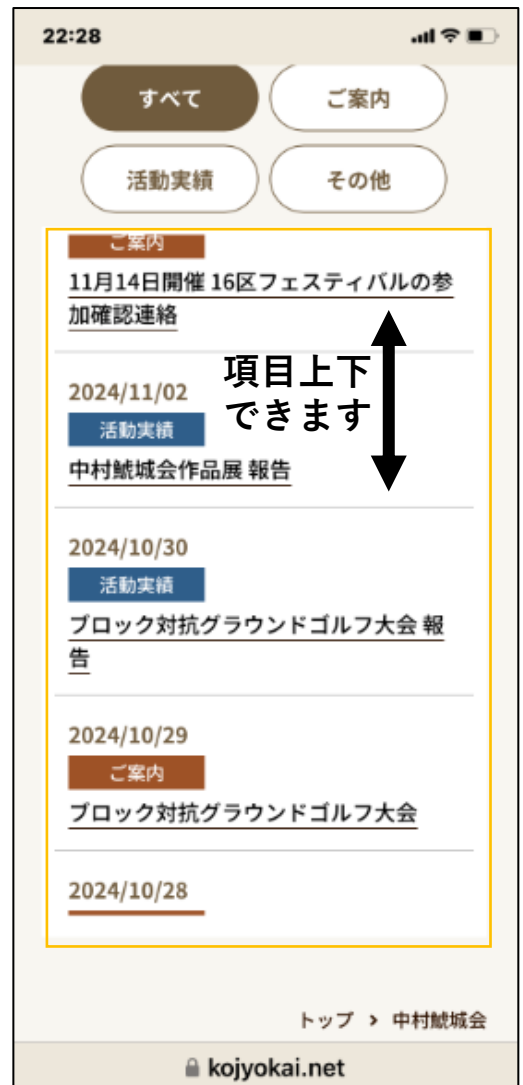 22:28
すべて
ご案内
活動実績
その他
ご案内
11月14日開催 16区フェスティバルの参
加確認連絡
項目上下
できます
2024/11/02
活動実績
中村鯱城会作品展 報告
2024/10/30
活動実績
ブロック対抗グラウンドゴルフ大会 報
告
2024/10/29
ご案内
ブロック対抗グラウンドゴルフ大会
2024/10/28
トップ > 中村鯱城会
kojyokai.net